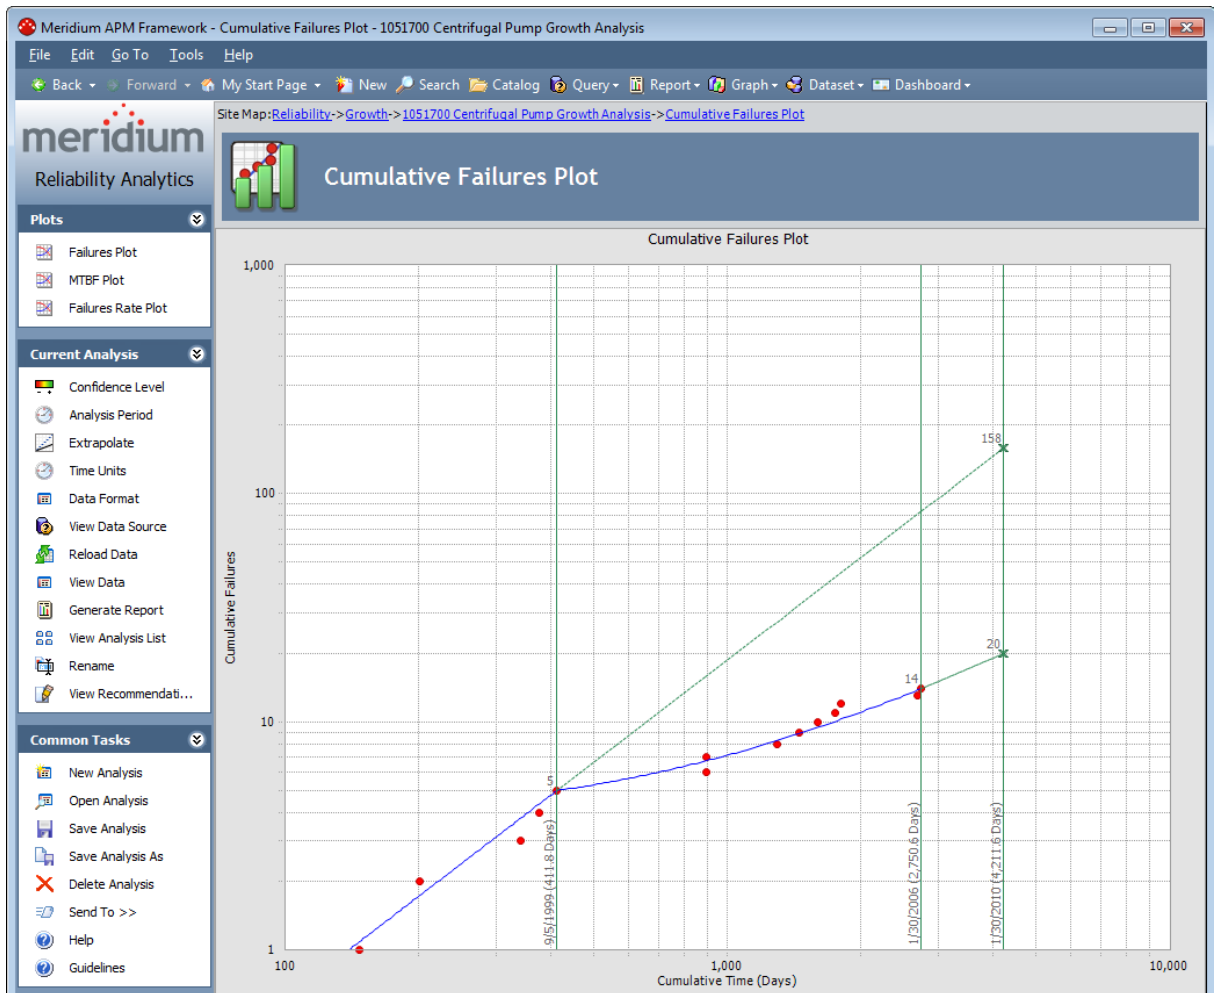 Meridium APM Framework - Cumulative Failures Plot - 1051700 Centrifugal Pump Growth Analysis
File Edit Go To Tools Help
Back Forward My Start Page New Search Catalog Query Report Graph Dataset Dashboard
meridium
Reliability Analytics
Plots
Failures Plot
MTBF Plot
Failures Rate Plot
Current Analysis
Confidence Level
Analysis Period
Extrapolate
Time Units
Data Format
View Data Source
Reload Data
View Data
Generate Report
View Analysis List
Rename
View Recommendati...
Common Tasks
New Analysis
Open Analysis
Save Analysis
Save Analysis As
Delete Analysis
Send To >>
Help
Guidelines
Site Map:Reliability->Growth->1051700 Centrifugal Pump Growth Analysis->Cumulative Failures Plot
Cumulative Failures Plot
Cumulative Failures Plot
1,000
100
10
1
Cumulative Failures
158
20
14
5
9/5/1999 (411.8 Days)
1/30/2006 (2,750.6 Days)
1/30/2010 (4,211.6 Days)
100
1,000
10,000
Cumulative Time (Days)